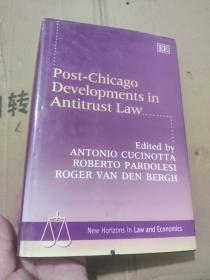 EE
Post-Chicago
Developments in
Antitrust Law
Edited by
ANTONIO CUCINOTTA
ROBERTO PARDOLESI
ROGER VAN DEN BERGH
New Horizons in Law and Economics
转